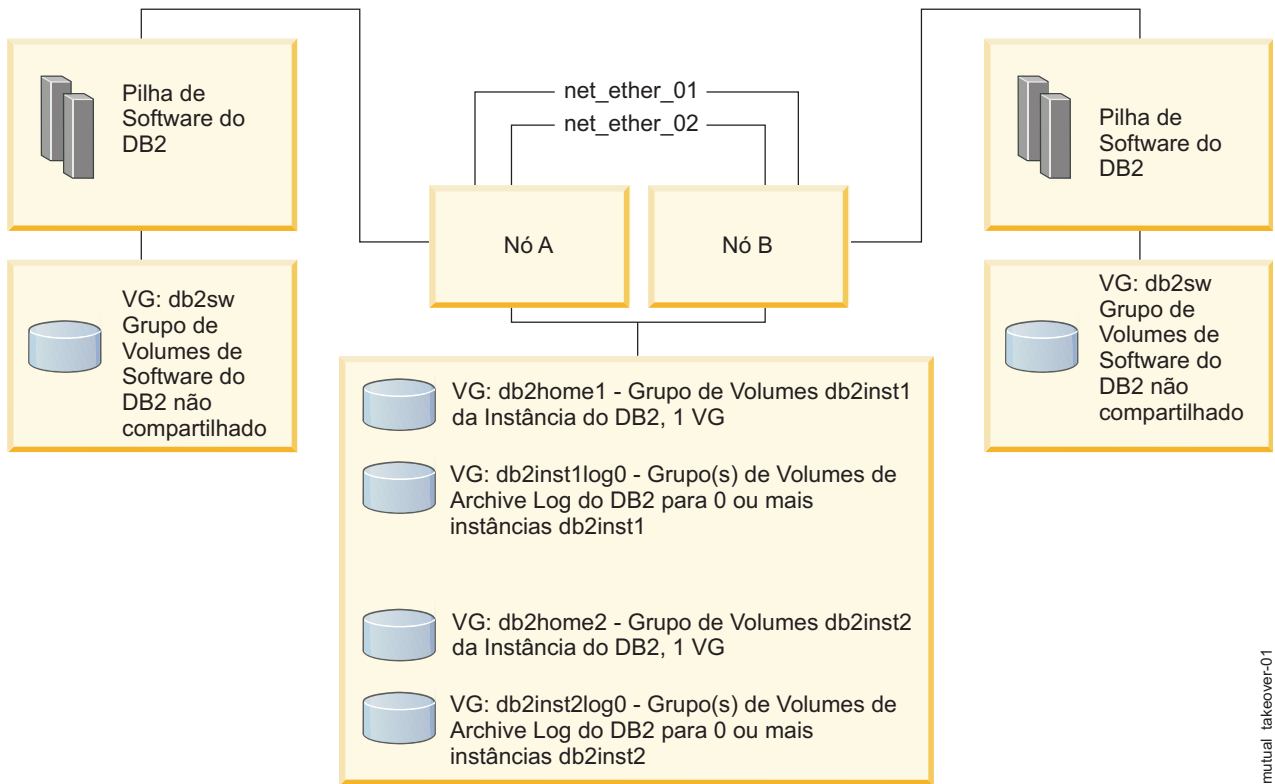 Pilha de
Software do
DB2
VG: db2sw
Grupo de
Volumes de
Software do
DB2 não
compartilhado
net_ether_01
net_ether_02
Nó A
Nó B
Pilha de
Software do
DB2
VG: db2sw
Grupo de
Volumes de
Software do
DB2 não
compartilhado
VG: db2home1 - Grupo de Volumes db2inst1
da Instância do DB2, 1 VG
VG: db2inst1log0 - Grupo(s) de Volumes de
Archive Log do DB2 para 0 ou mais
instâncias db2inst1
VG: db2home2 - Grupo de Volumes db2inst2
da Instância do DB2, 1 VG
VG: db2inst2log0 - Grupo(s) de Volumes de
Archive Log do DB2 para 0 ou mais
instâncias db2inst2
mutual_takeover-01